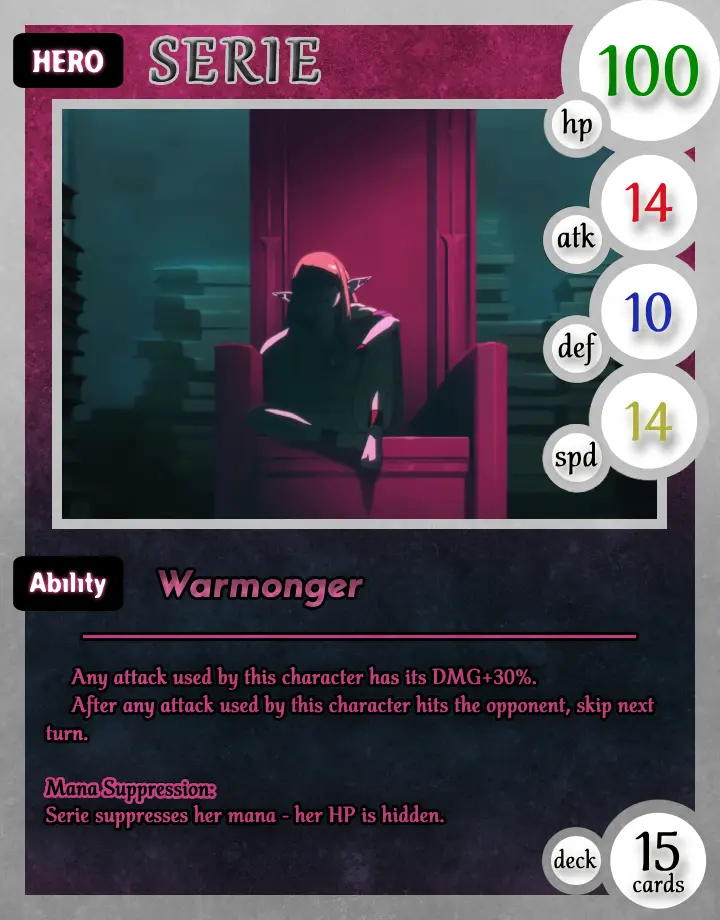 HERO SERIE
100
hp
14
atk
10
def
14
spd
Ability Warmonger
Any attack used by this character has its DMG+30%.
After any attack used by this character hits the opponent, skip next
turn.
Mana Suppression:
Serie suppresses her mana - her HP is hidden.
deck
15
cards